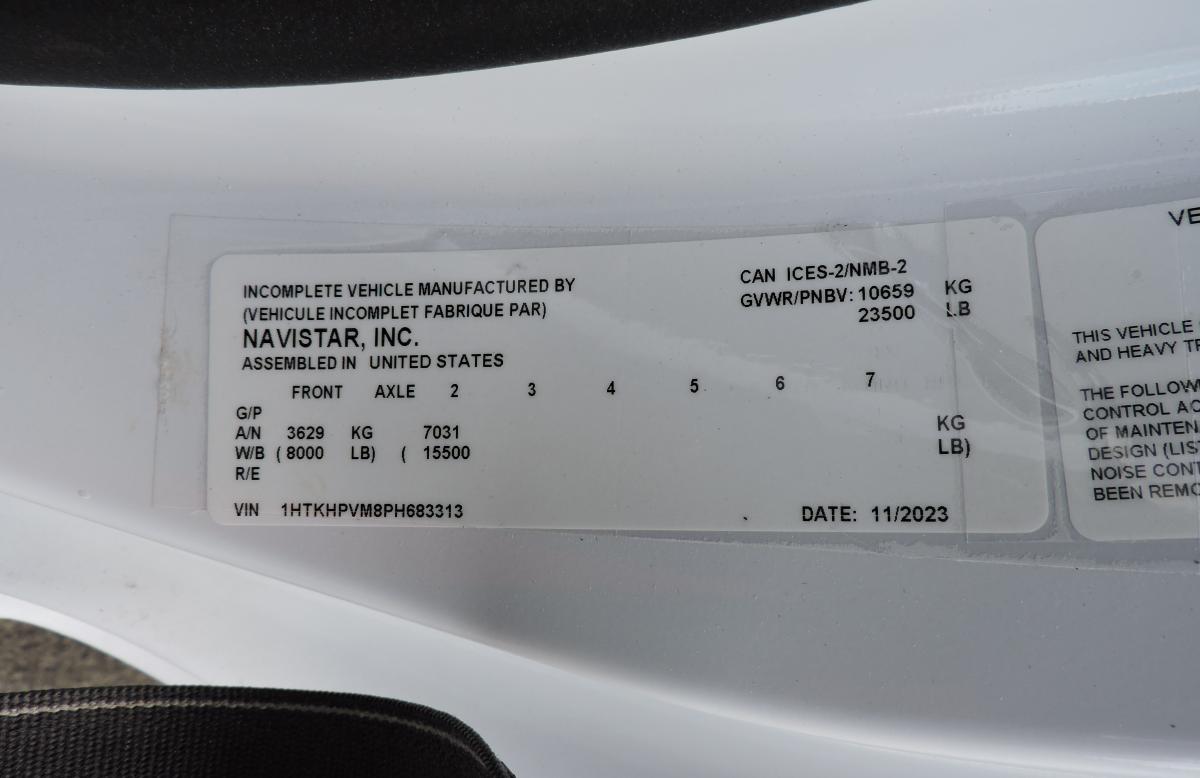 INCOMPLETE VEHICLE MANUFACTURED BY
(VEHICULE INCOMPLET FABRIQUE PAR)
NAVISTAR, INC.
ASSEMBLED IN UNITED STATES
CAN ICES-2/NMB-2
GVWR/PNBV: 10659 KG
23500 LB
FRONT AXLE 2 3 4 5 6 7
G/P
A/N 3629 KG 7031 KG
W/B ( 8000 LB) ( 15500 LB)
R/E
VIN 1HTKHPVM8PH683313
DATE: 11/2023
VE
THIS VEHICLE
AND HEAVY TR
THE FOLLOW
CONTROL AC
OF MAINTEN
DESIGN (LIS
NOISE CONT
BEEN REMO